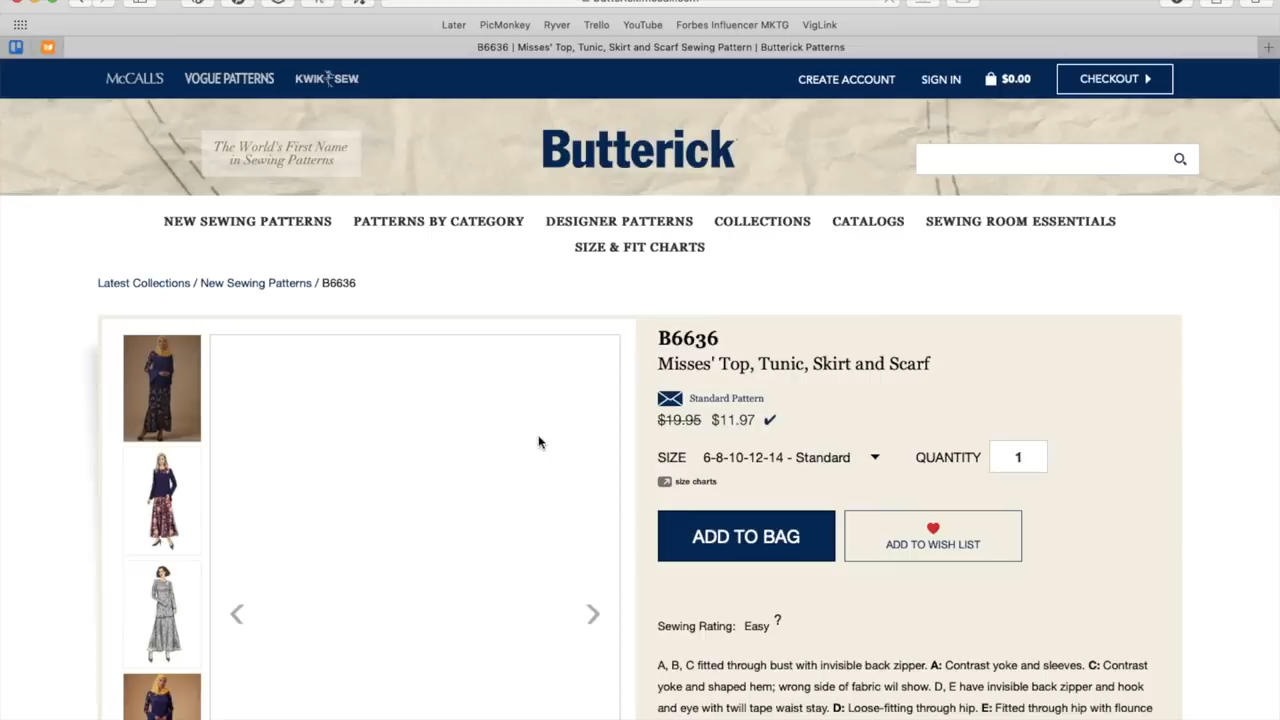 Later PicMonkey Ryver Trello YouTube Forbes Influencer MKTG VigLink
B6636 | Misses' Top, Tunic, Skirt and Scarf Sewing Pattern | Butterick Patterns
McCALL'S VOGUE PATTERNS KWIK SEW CREATE ACCOUNT SIGN IN $0.00 CHECKOUT
The World's First Name
in Sewing Patterns
Butterick
NEW SEWING PATTERNS PATTERNS BY CATEGORY DESIGNER PATTERNS COLLECTIONS CATALOGS SEWING ROOM ESSENTIALS
SIZE & FIT CHARTS
Latest Collections / New Sewing Patterns / B6636
B6636
Misses' Top, Tunic, Skirt and Scarf
Standard Pattern
$19.95 $11.97 ✔
SIZE 6-8-10-12-14 - Standard QUANTITY 1
size charts
ADD TO BAG ADD TO WISH LIST
Sewing Rating: Easy ?
A, B, C fitted through bust with invisible back zipper. A: Contrast yoke and sleeves. C: Contrast
yoke and shaped hem; wrong side of fabric wil show. D, E have invisible back zipper and hook
and eye with twill tape waist stay. D: Loose-fitting through hip. E: Fitted through hip with flounce